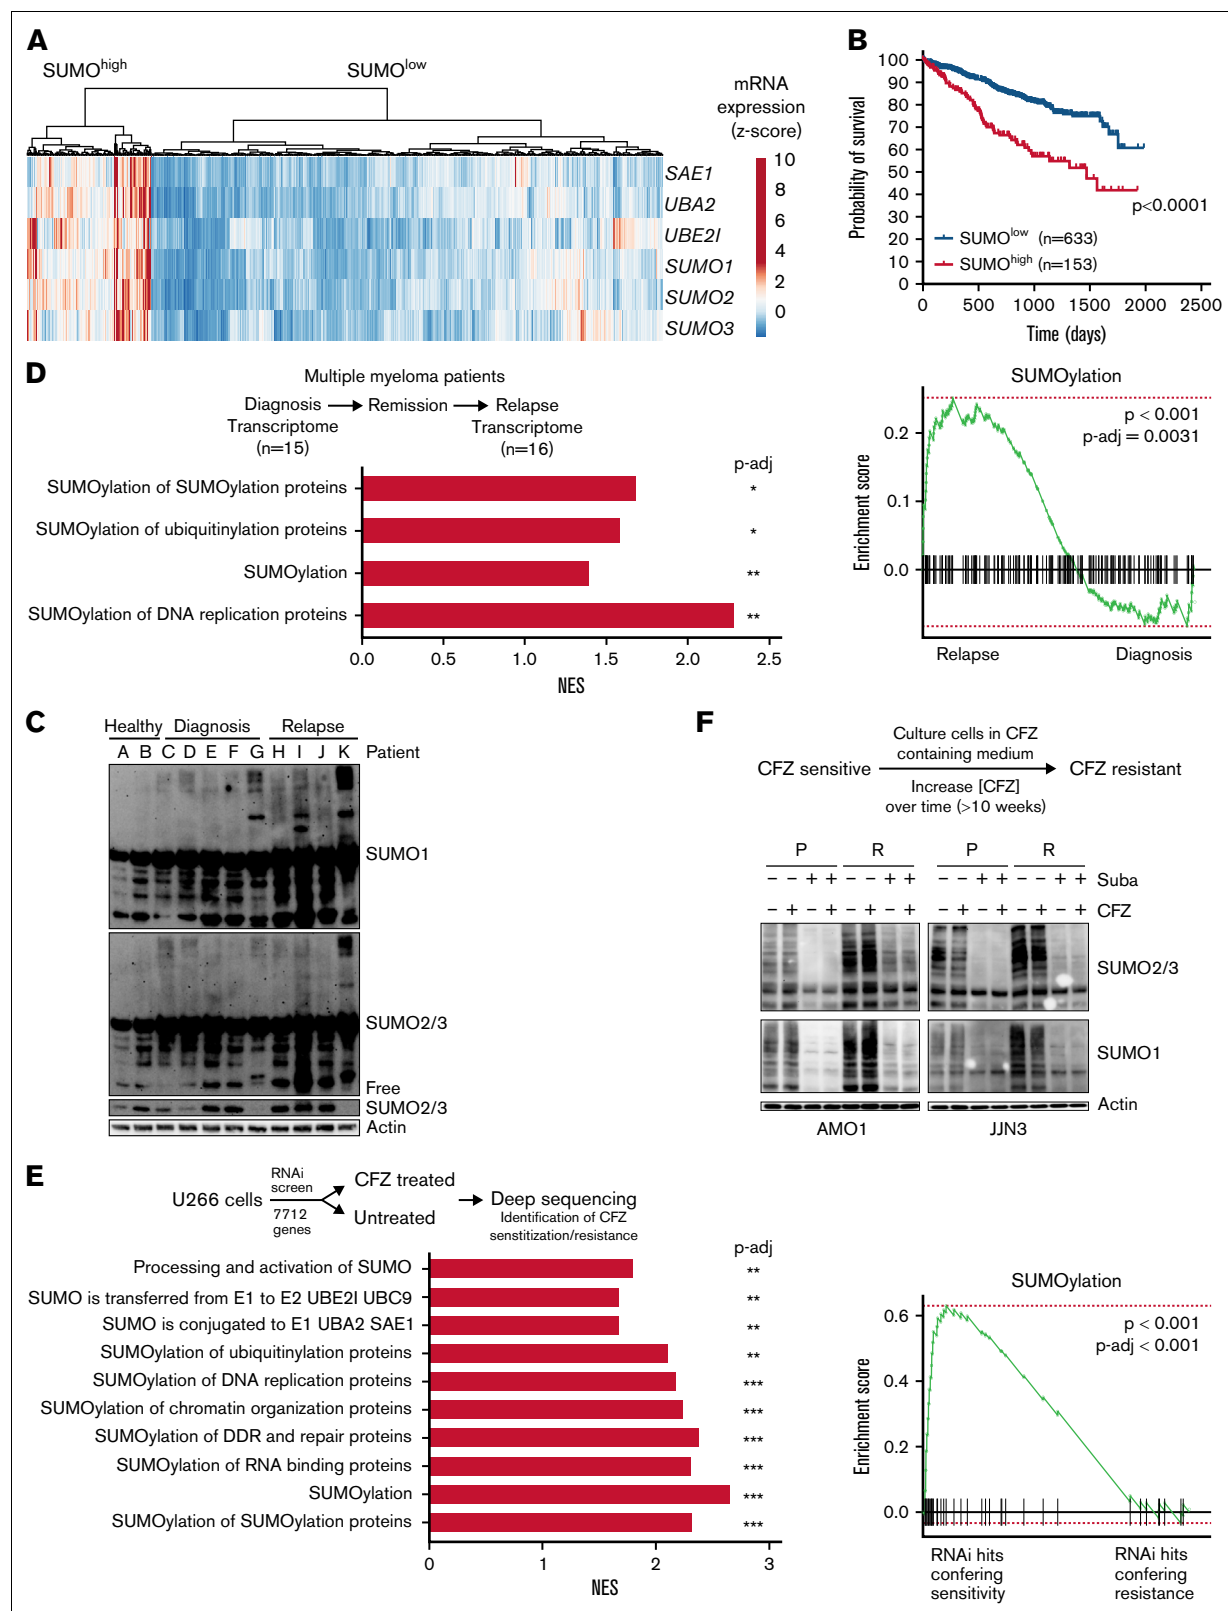 A
SUMOhigh
SUMOlow
mRNA
expression
(z-score)
10
8
6
4
2
0
SAE1
UBA2
UBE2I
SUMO1
SUMO2
SUMO3
B
Probability of survival
100
90
80
70
60
50
40
30
20
10
0
p<0.0001
SUMOlow (n=633)
SUMOhigh (n=153)
0 500 1000 1500 2000 2500
Time (days)
D
Multiple myeloma patients
Diagnosis Remission Relapse
Transcriptome Transcriptome
(n=15) (n=16)
p-adj
SUMOylation of SUMOylation proteins *
SUMOylation of ubiquitinylation proteins *
SUMOylation **
SUMOylation of DNA replication proteins **
0.0 0.5 1.0 1.5 2.0 2.5
NES
SUMOylation
p < 0.001
p-adj = 0.0031
Enrichment score
0.2
0.1
0.0
Relapse Diagnosis
C
Healthy Diagnosis Relapse
A B C D E F G H I J K Patient
SUMO1
SUMO2/3
Free
SUMO2/3
Actin
F
CFZ sensitive
Culture cells in CFZ
containing medium
Increase [CFZ]
over time (>10 weeks)
CFZ resistant
P R P R
− − + + − − + + − − + + − − + + Suba
− + − + − + − + − + − + − + − + CFZ
SUMO2/3
SUMO1
Actin
AMO1 JJN3
E
U266 cells
RNAi
screen
7712
genes
CFZ treated
Untreated
Deep sequencing
Identification of CFZ
senstitization/resistance
p-adj
Processing and activation of SUMO **
SUMO is transferred from E1 to E2 UBE2I UBC9 **
SUMO is conjugated to E1 UBA2 SAE1 **
SUMOylation of ubiquitinylation proteins **
SUMOylation of DNA replication proteins ***
SUMOylation of chromatin organization proteins ***
SUMOylation of DDR and repair proteins ***
SUMOylation of RNA binding proteins ***
SUMOylation ***
SUMOylation of SUMOylation proteins ***
0 1 2 3
NES
SUMOylation
p < 0.001
p-adj < 0.001
Enrichment score
0.6
0.4
0.2
0.0
RNAi hits
confering
sensitivity
RNAi hits
confering
resistance